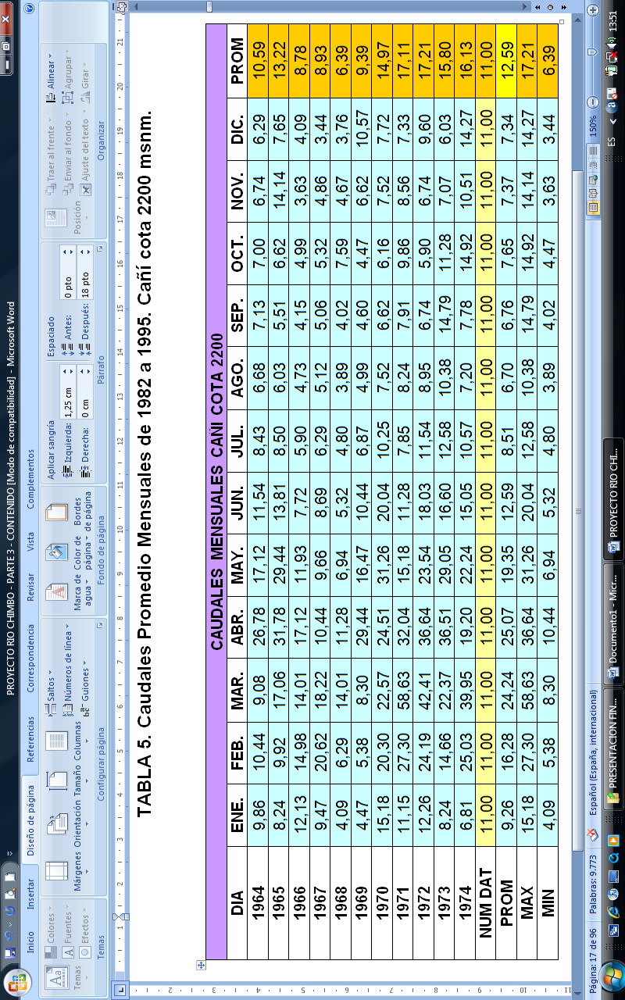 PROYECTO RIO CHIMBO - PARTE 3 - CONTENIDO [Modo de compatibilidad] - Microsoft Word
Inicio Insertar Diseño de página Referencias Correspondencia Revisar Vista Complementos
Temas
Colores
Fuentes
Efectos
Temas
Márgenes Orientación Tamaño Columnas
Saltos
Números de línea
Guiones
Configurar página
Marca de agua Color de página Bordes de página
Fondo de página
Aplicar sangría
Izquierda: 1,25 cm
Derecha: 0 cm
Espaciado
Antes: 0 pto
Después: 18 pto
Párrafo
Posición
Traer al frente
Enviar al fondo
Ajuste del texto
Alinear
Agrupar
Girar
Organizar
TABLA 5. Caudales Promedio Mensuales de 1982 a 1995. Cañí cota 2200 msnm.
CAUDALES MENSUALES CAÑI COTA 2200
DIA ENE. FEB. MAR. ABR. MAY. JUN. JUL. AGO. SEP. OCT. NOV. DIC. PROM
1964 9,86 10,44 9,08 26,78 17,12 11,54 8,43 6,68 7,13 7,00 6,74 6,29 10,59
1965 8,24 9,92 17,06 31,78 29,44 13,81 8,50 6,03 5,51 6,62 14,14 7,65 13,22
1966 12,13 14,98 14,01 17,12 11,93 7,72 5,90 4,73 4,15 4,99 3,63 4,09 8,78
1967 9,47 20,62 18,22 10,44 9,66 8,69 6,29 5,12 5,06 5,32 4,86 3,44 8,93
1968 4,09 6,29 14,01 11,28 6,94 5,32 4,80 3,89 4,02 7,59 4,67 3,76 6,39
1969 4,47 5,38 8,30 29,44 16,47 10,44 6,87 4,99 4,60 4,47 6,62 10,57 9,39
1970 15,18 20,30 22,57 24,51 31,26 20,04 10,25 7,52 6,62 6,16 7,52 7,72 14,97
1971 11,15 27,30 58,63 32,04 15,18 11,28 7,85 8,24 7,91 9,86 8,56 7,33 17,11
1972 12,26 24,19 42,41 36,64 23,54 18,03 11,54 8,95 6,74 5,90 6,74 9,60 17,21
1973 8,24 14,66 22,37 36,51 29,05 16,60 12,58 10,38 14,79 11,28 7,07 6,03 15,80
1974 6,81 25,03 39,95 19,20 22,24 15,05 10,57 7,20 7,78 14,92 10,51 14,27 16,13
NUM DAT 11,00 11,00 11,00 11,00 11,00 11,00 11,00 11,00 11,00 11,00 11,00 11,00 11,00
PROM 9,26 16,28 24,24 25,07 19,35 12,59 8,51 6,70 6,76 7,65 7,37 7,34 12,59
MAX 15,18 27,30 58,63 36,64 31,26 20,04 12,58 10,38 14,79 14,92 14,14 14,27 17,21
MIN 4,09 5,38 8,30 10,44 6,94 5,32 4,80 3,89 4,02 4,47 3,63 3,44 6,39
Página: 17 de 96 Palabras: 9.773 Español (España, internacional) 150%
PRESENTACION FIN... Documento1 - Micr... PROYECTO RIO CHI... ES 13:51